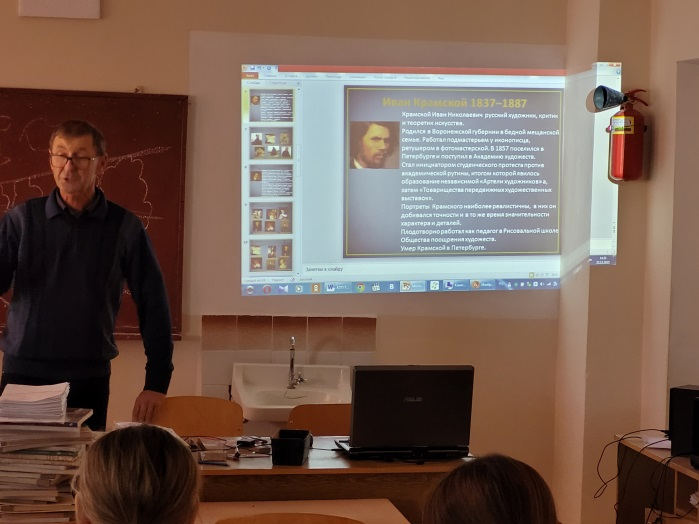 Иван Крамской 1837–1887
Крамской Иван Николаевич русский художник, критик
и теоретик искусства.
Родился в Воронежской губернии в бедной мещанской
семье. Работал подмастерьем у иконописца,
ретушером в фотомастерской. В 1857 поселился в
Петербурге и поступил в Академию художеств.
Стал инициатором протеста против
академической рутины, итогом которой явилось
образование независимой «Артели художников» а,
затем «Товарищества передвижных художественных
выставок».
Портреты Крамского наиболее реалистичны, в них он
добивался точности и в то же время значительности
характера и деталей.
Плодотворно работал как педагог в Рисовальной школе
Общества поощрения художеств.
Умер Крамской в Петербурге.
Заметки к слайду
ASUS